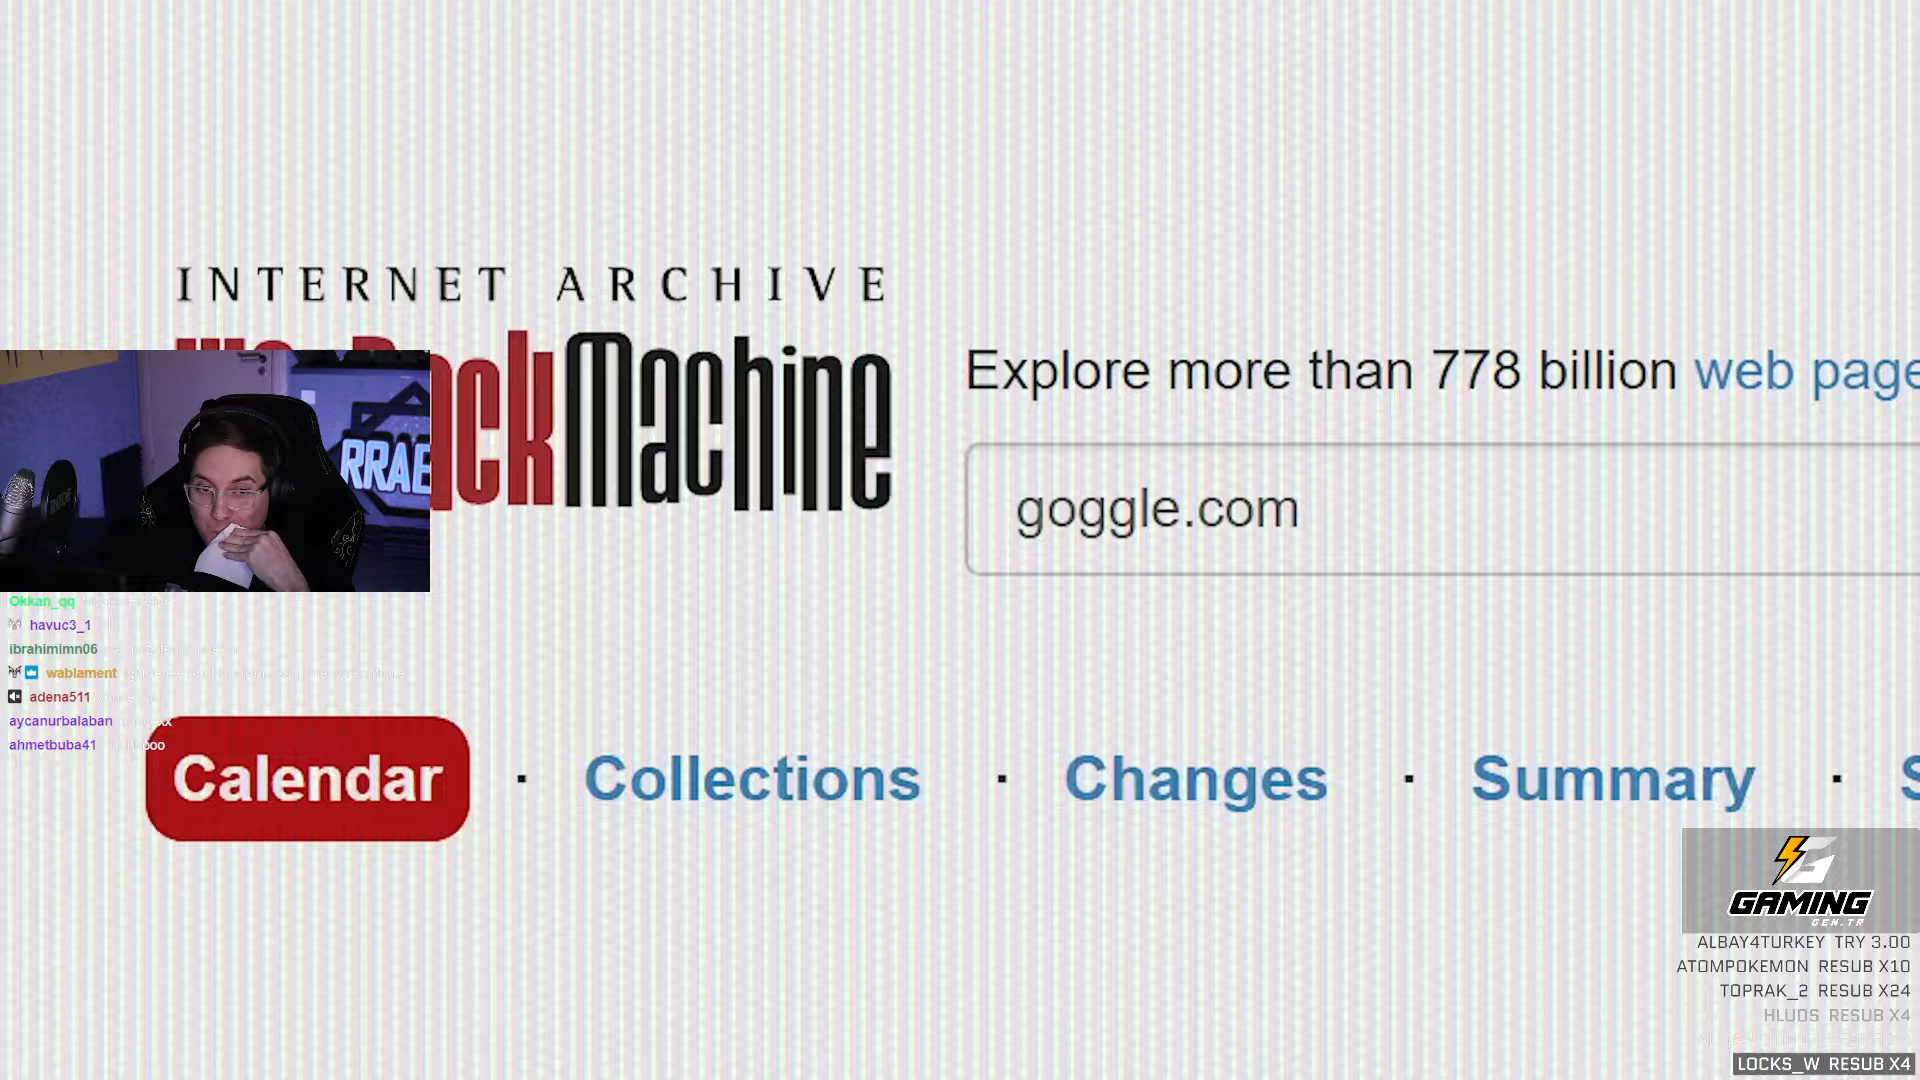 INTERNET ARCHIVE
Machine
Explore more than 778 billion web page
goggle.com
RRAE
Okkan_qq
havuc3_1
ibrahimimn06
wablament
adena511
aycanurbalaban
ahmetbuba41
Calendar · Collections · Changes · Summary · S
GAMING
GEN.TR
ALBAY4TURKEY TRY 3.00
ATOMPOKEMON RESUB X10
TOPRAK_2 RESUB X24
HLUOS RESUB X4
LOCKS_W RESUB X4